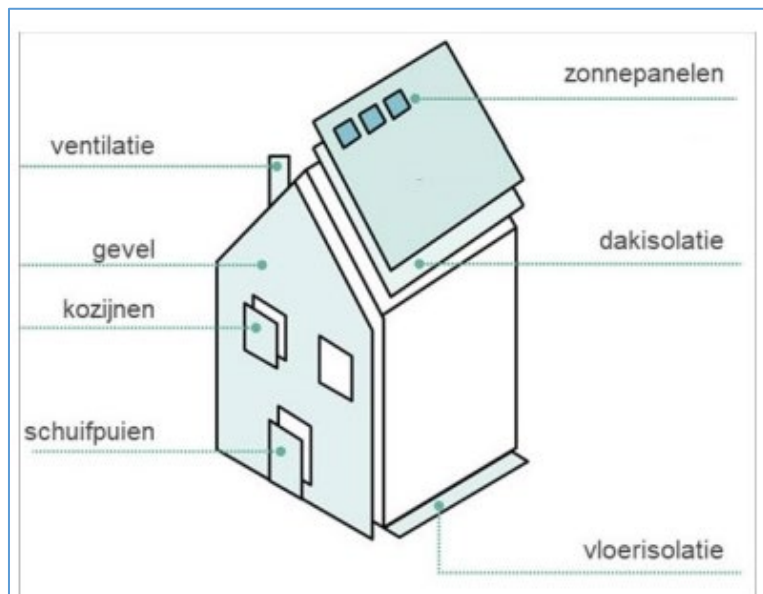 zonnepanelen
ventilatie
gevel
dakisolatie
kozijnen
schuifpuien
vloerisolatie